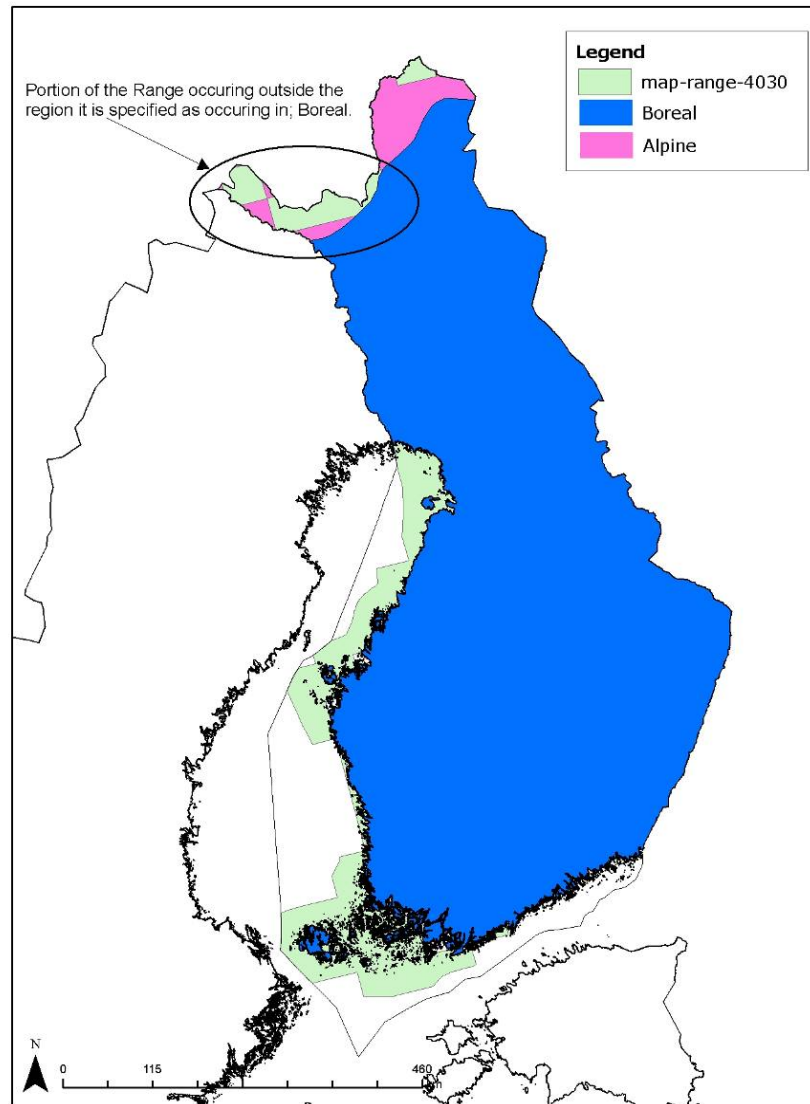 Portion of the Range occuring outside the
region it is specified as occuring in; Boreal.
Legend
map-range-4030
Boreal
Alpine
N
0 115 460